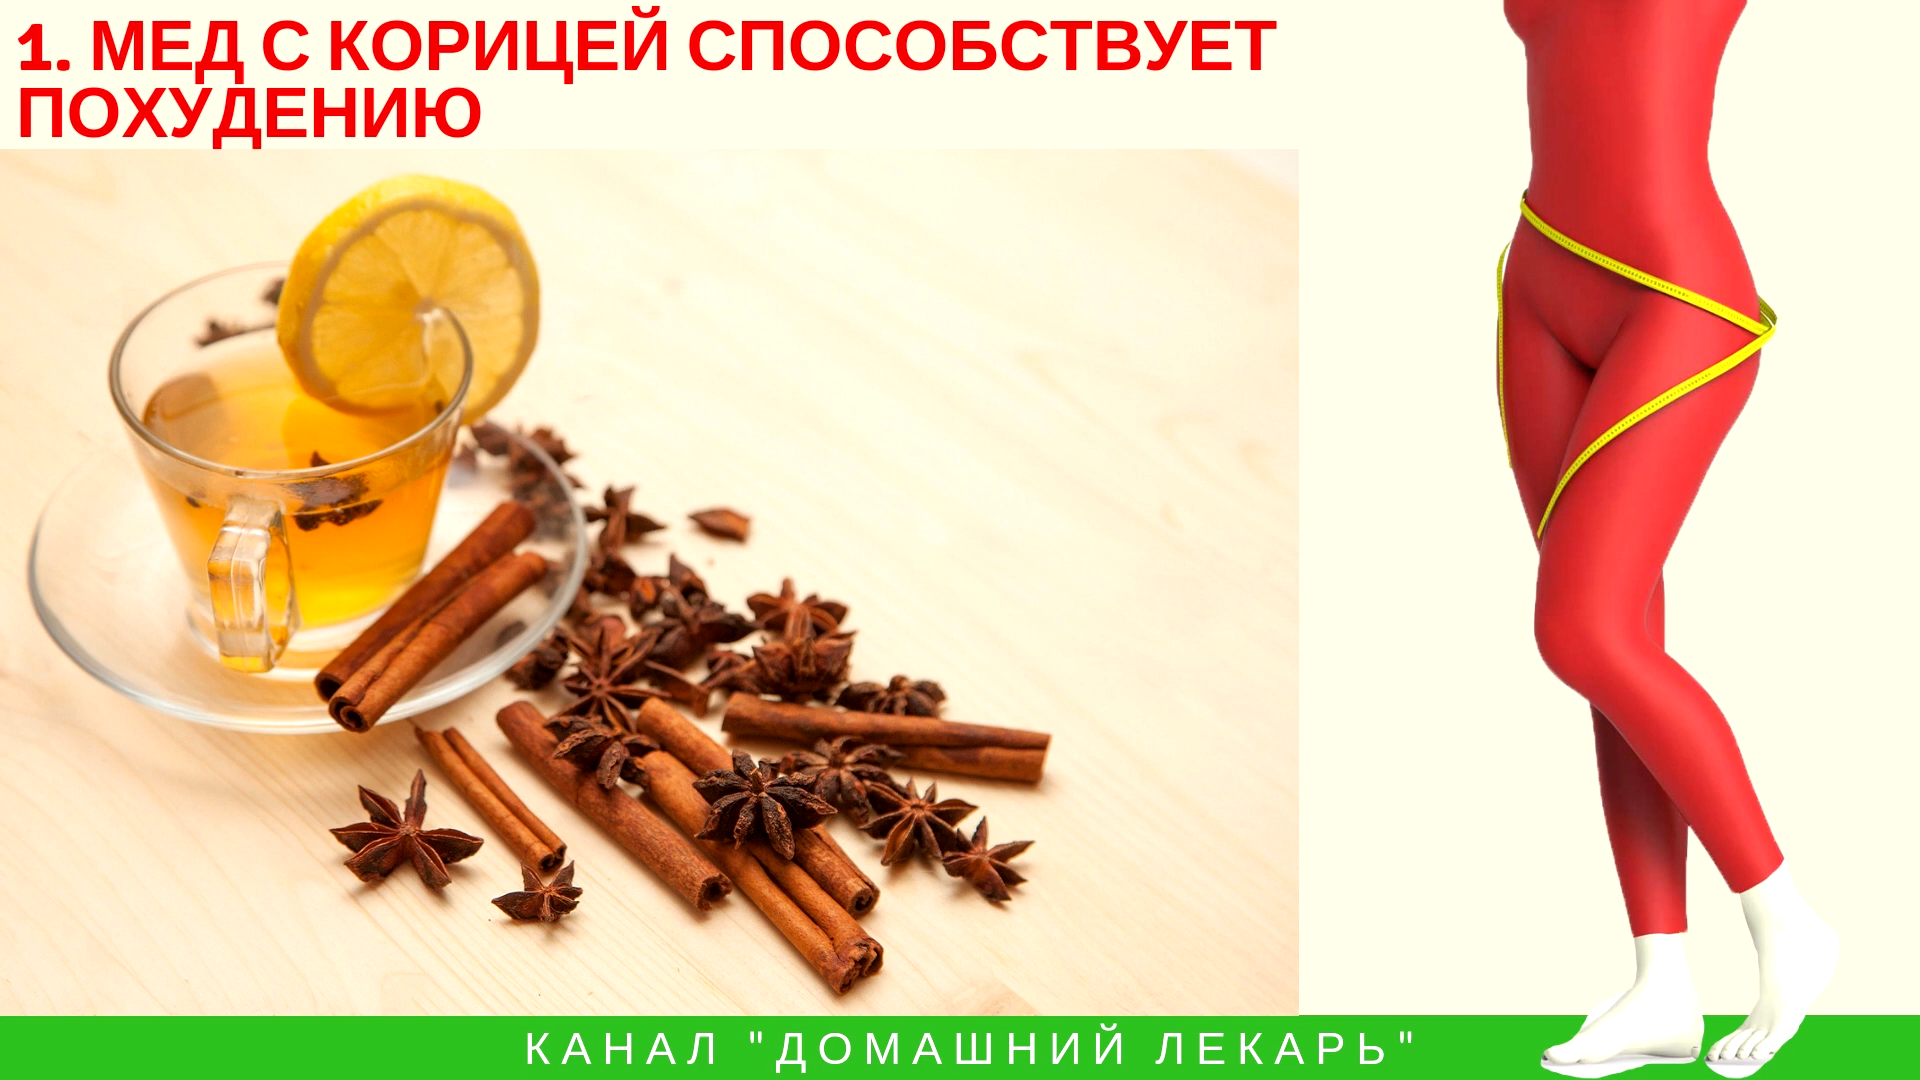 1. МЕД С КОРИЦЕЙ СПОСОБСТВУЕТ
ПОХУДЕНИЮ
КАНАЛ "ДОМАШНИЙ ЛЕКАРЬ"